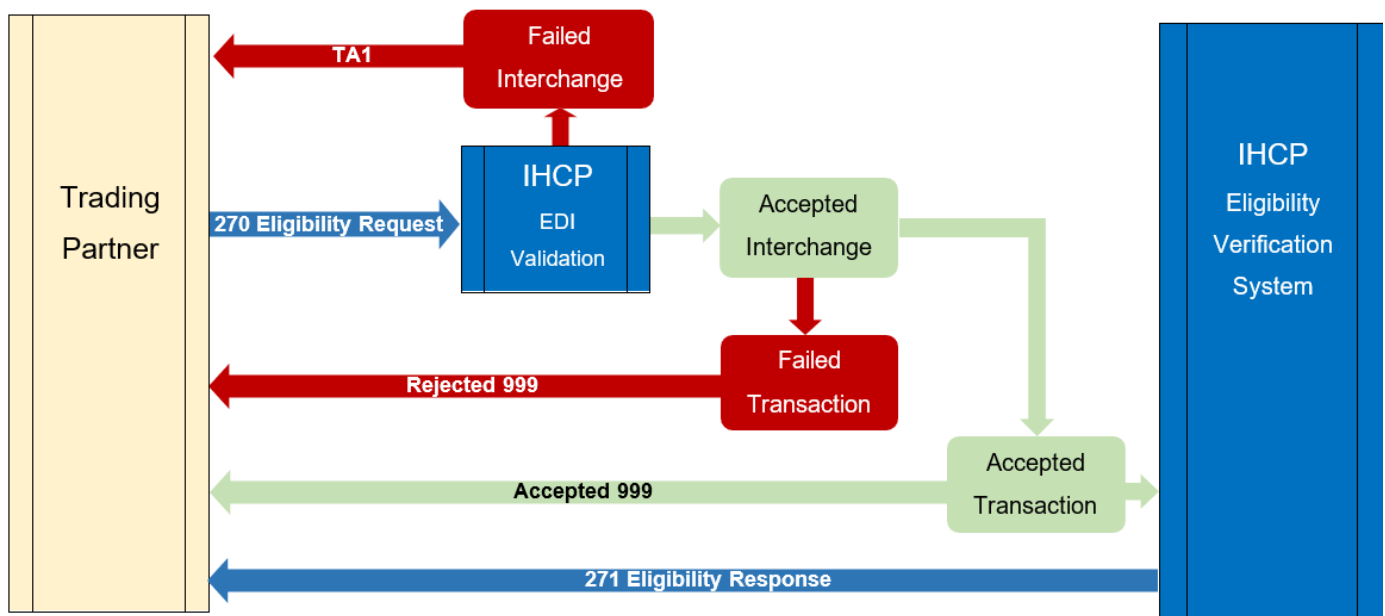 Failed
Interchange
TA1
Trading
Partner
270 Eligibility Request
IHCP
EDI
Validation
Accepted
Interchange
IHCP
Eligibility
Verification
System
Failed
Transaction
Rejected 999
Accepted
Transaction
Accepted 999
271 Eligibility Response